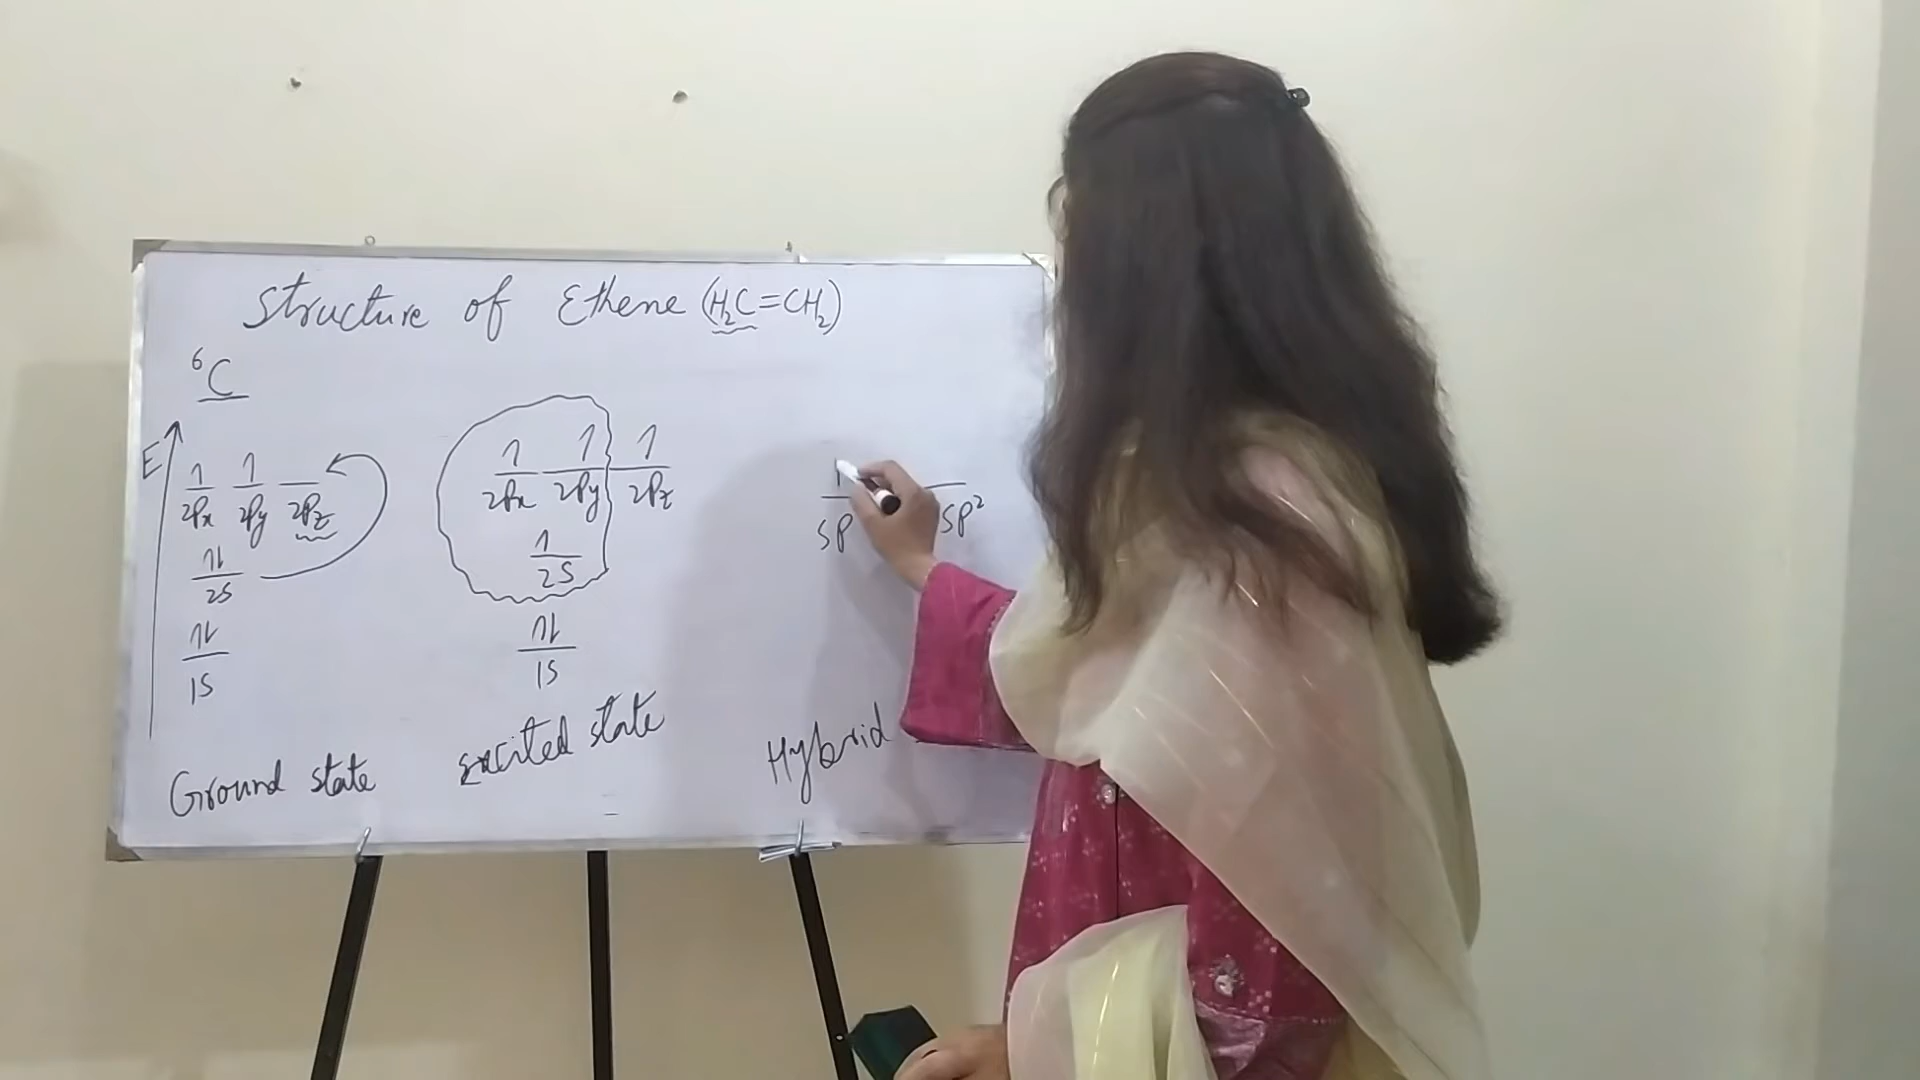 Structure of Ethene (H₂C=CH₂)
⁶C
E
1 1
2Px 2Py 2Pz
1l
2S
1l
1S
Ground state
1 1 1
2Px 2Py 2Pz
1
2S
1l
1S
excited state
SP SP²
Hybrid